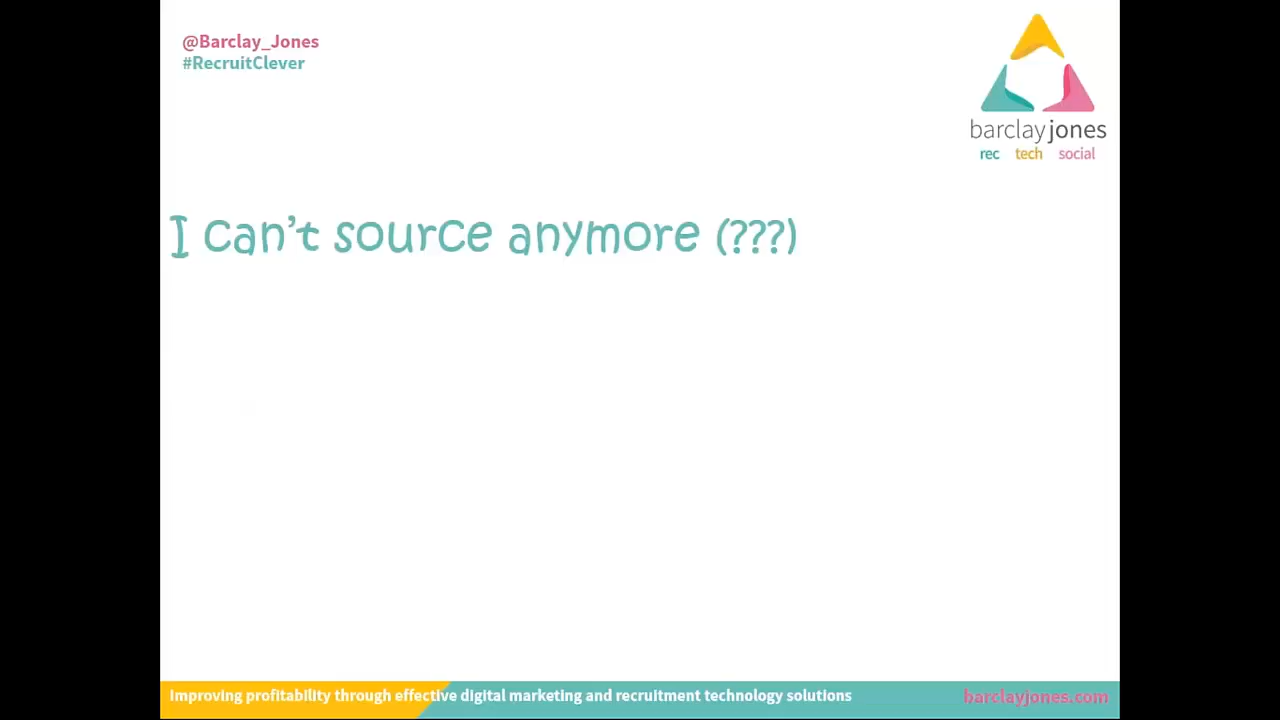 @Barclay_Jones
#RecruitClever
barclayjones
rec tech social
I can’t source anymore (???)
Improving profitability through effective digital marketing and recruitment technology solutions
barclayjones.com